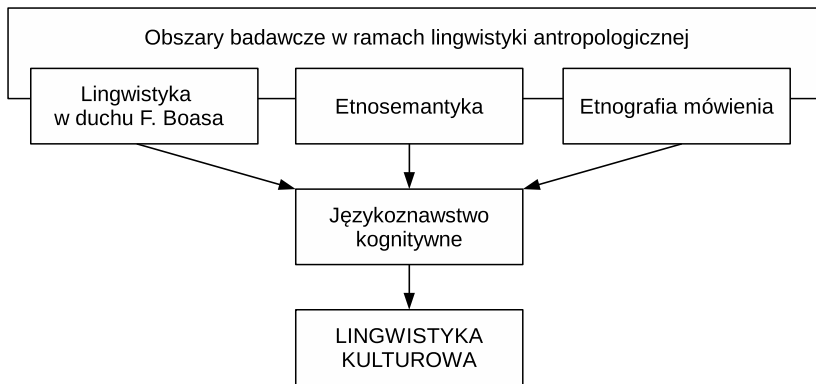 Obszary badawcze w ramach lingwistyki antropologicznej
Lingwistyka
w duchu F. Boasa
Etnosemantyka
Etnografia mówienia
Językoznawstwo
kognitywne
LINGWISTYKA
KULTUROWA